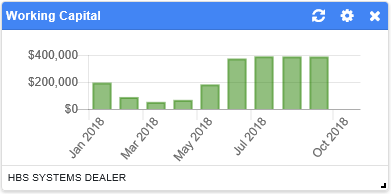 Working Capital
$400,000
$200,000
$0
Jan 2018
Mar 2018
May 2018
Jul 2018
Oct 2018
HBS SYSTEMS DEALER